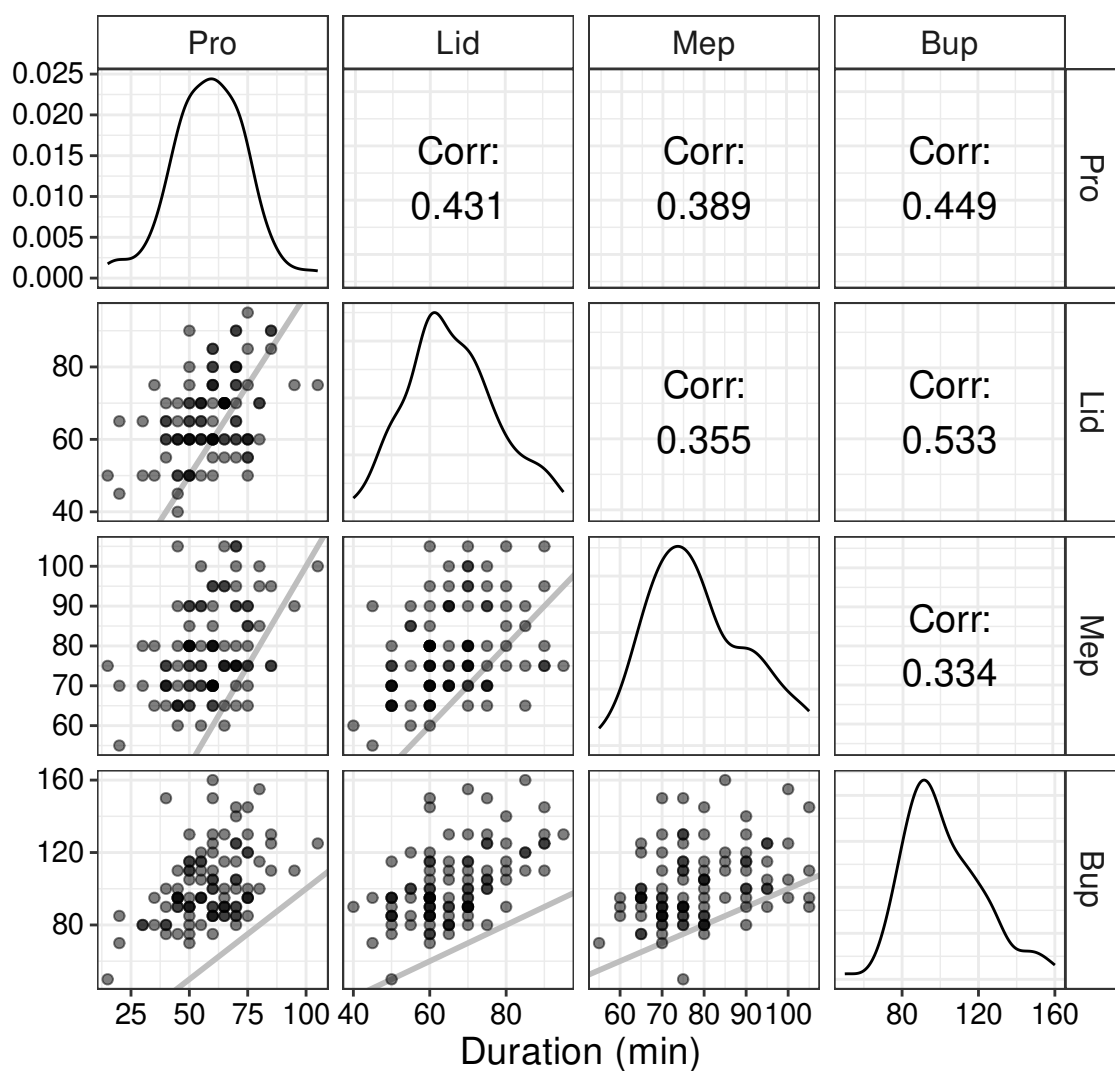 Pro Lid Mep Bup
0.025
0.020
0.015
0.010
0.005
0.000
Corr: Corr: Corr:
0.431 0.389 0.449
Pro
80
60
40
Corr: Corr:
0.355 0.533
Lid
100
90
80
70
60
Corr:
0.334
Mep
160
120
80
Bup
25 50 75 100 40 60 80 60 70 80 90 100 80 120 160
Duration (min)